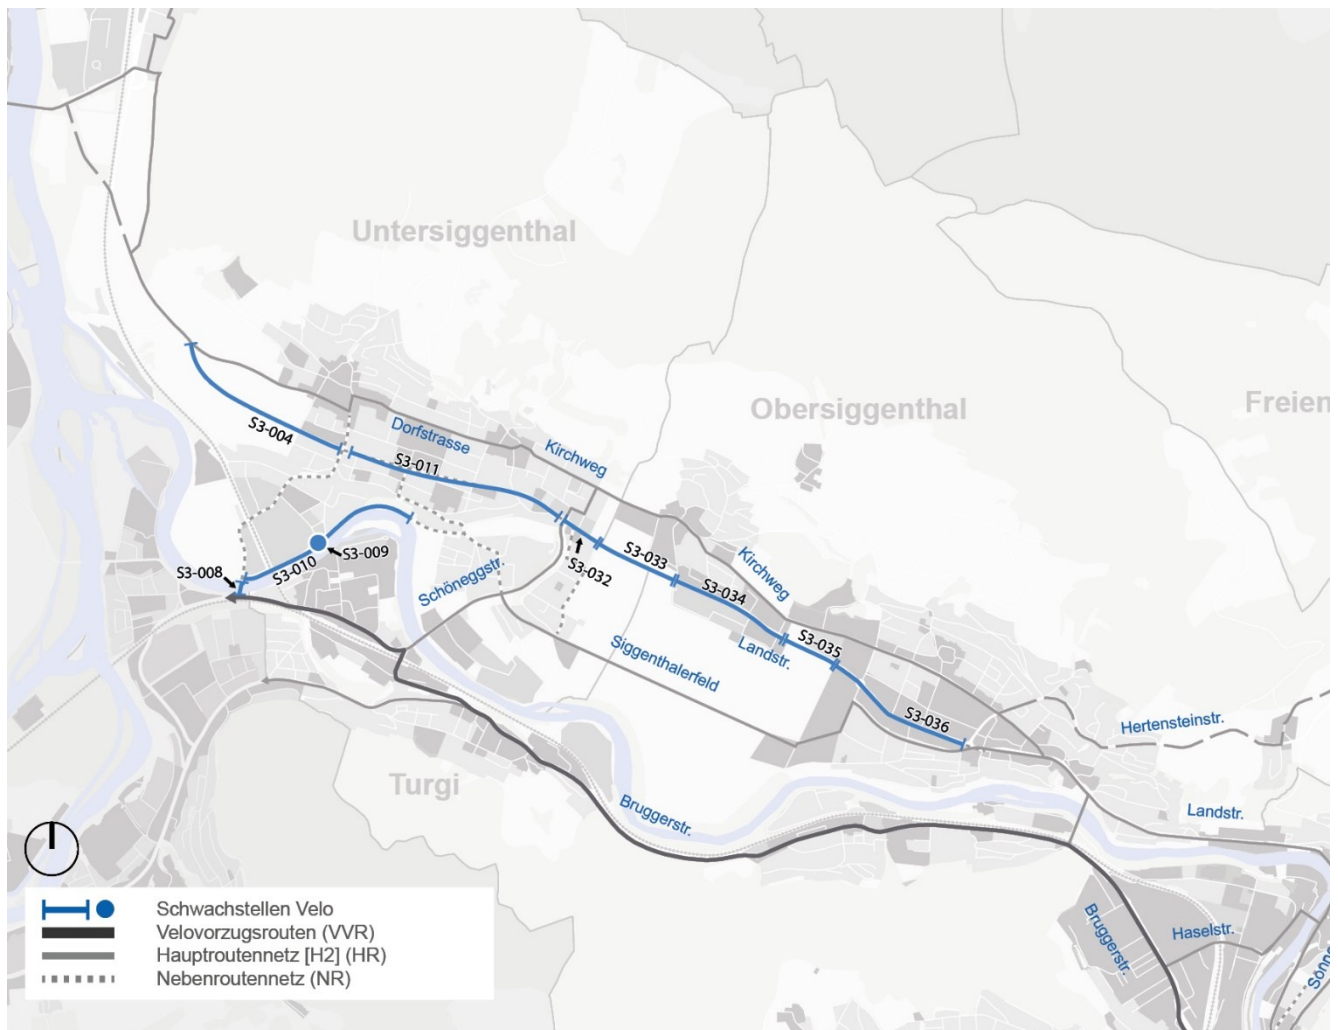 Untersiggenthal
Obersiggenthal
Freien
S3-004
Dorfstrasse
Kirchweg
S3-011
S3-009
S3-008
S3-010
Schöneggstr.
S3-032
S3-033
S3-034
Kirchweg
S3-035
Siggenthalerfeld
Landstr.
S3-036
Hertensteinstr.
Turgi
Bruggerstr.
Landstr.
Bruggerstr.
Haselstr.
Schwachstellen Velo
Velovorzugsrouten (VVR)
Hauptroutennetz [H2] (HR)
Nebenroutennetz (NR)